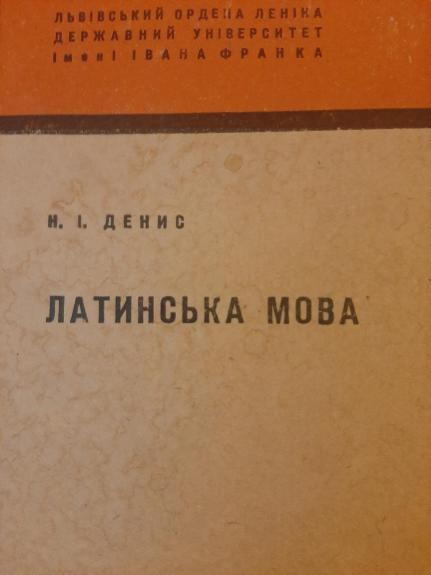 ЛЬВІВСЬКИЙ ОРДЕНА ЛЕНІНА
ДЕРЖАВНИЙ УНІВЕРСИТЕТ
імені ІВАНА ФРАНКА
Н. І. ДЕНИС
ЛАТИНСЬКА МОВА